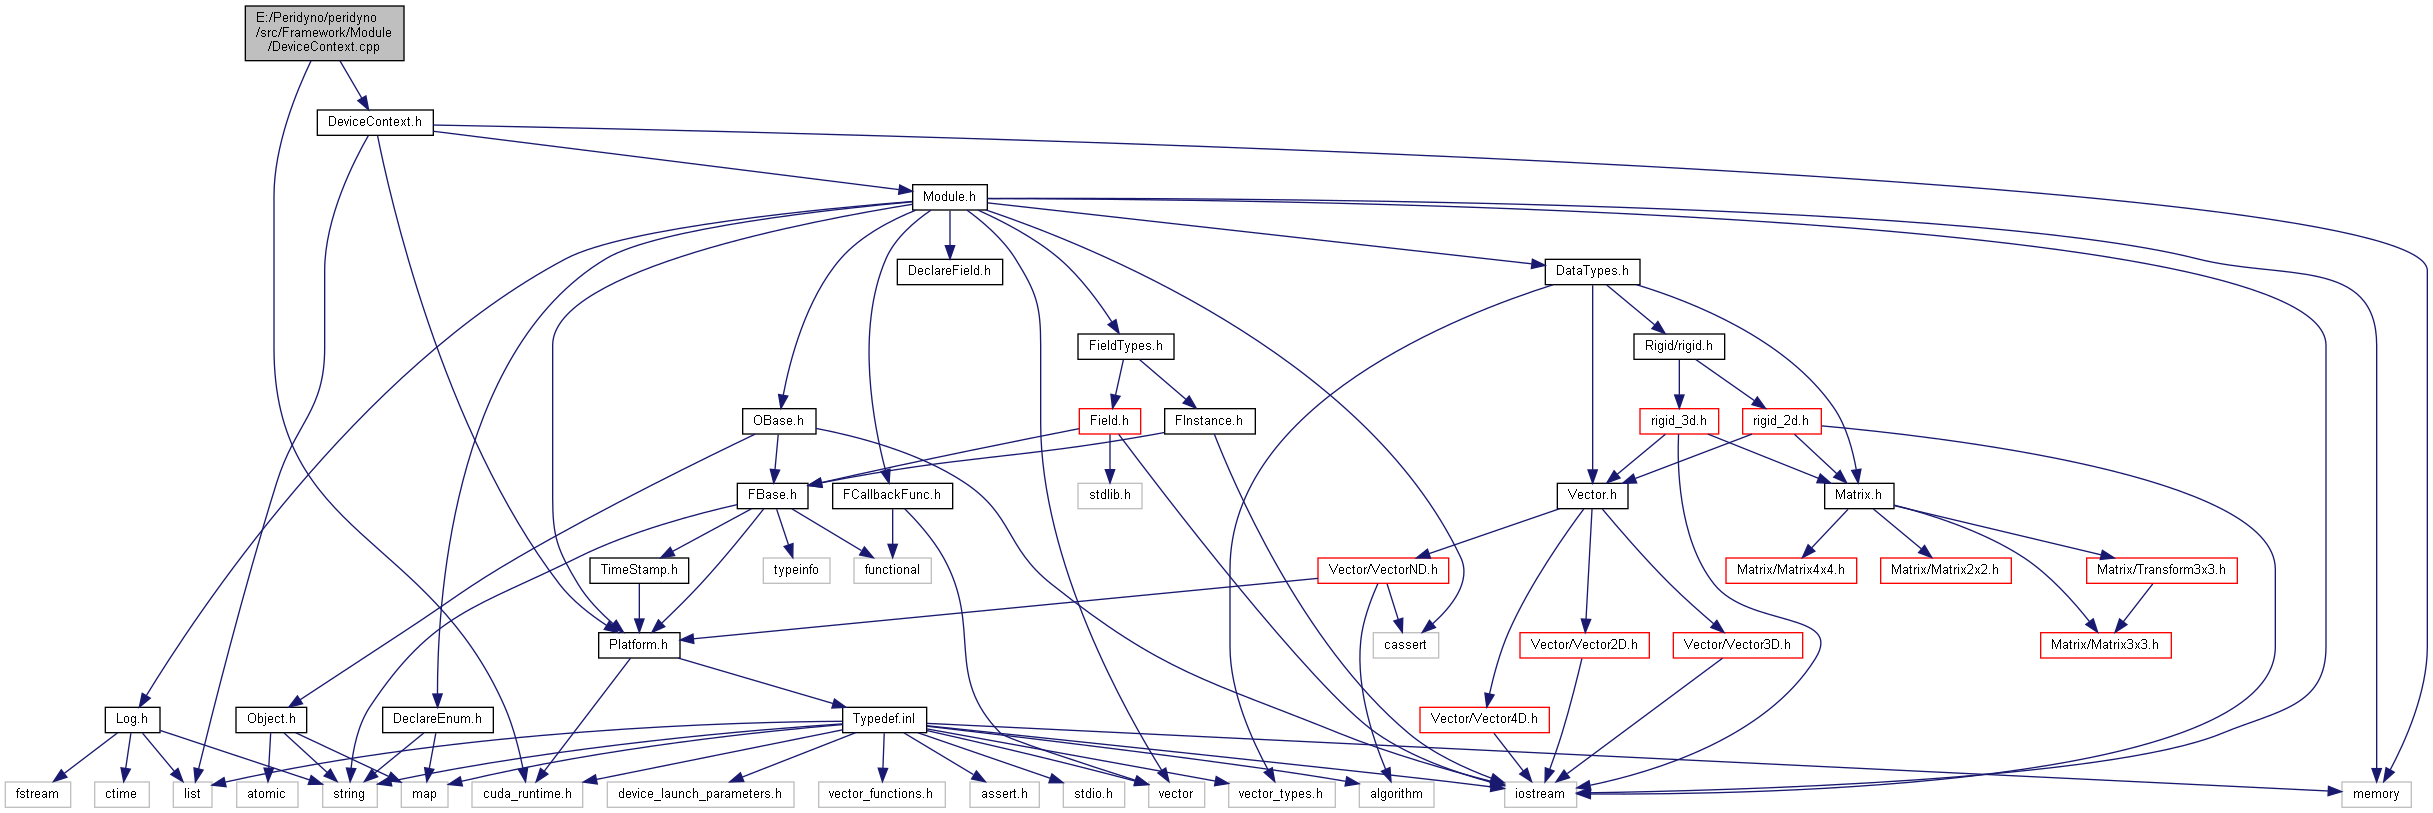 E:/Peridyno/peridyno
/src/Framework/Module
/DeviceContext.cpp
DeviceContext.h
Module.h
DeclareField.h
DataTypes.h
FieldTypes.h
Rigid/rigid.h
OBase.h
Field.h
FInstance.h
rigid_3d.h
rigid_2d.h
FBase.h
FCallbackFunc.h
stdlib.h
Vector.h
Matrix.h
TimeStamp.h
typeinfo
functional
Vector/VectorND.h
Matrix/Matrix4x4.h
Matrix/Matrix2x2.h
Matrix/Transform3x3.h
Platform.h
cassert
Vector/Vector2D.h
Vector/Vector3D.h
Matrix/Matrix3x3.h
Log.h
Object.h
DeclareEnum.h
Typedef.inl
Vector/Vector4D.h
fstream
ctime
list
atomic
string
map
cuda_runtime.h
device_launch_parameters.h
vector_functions.h
assert.h
stdio.h
vector
vector_types.h
algorithm
iostream
memory